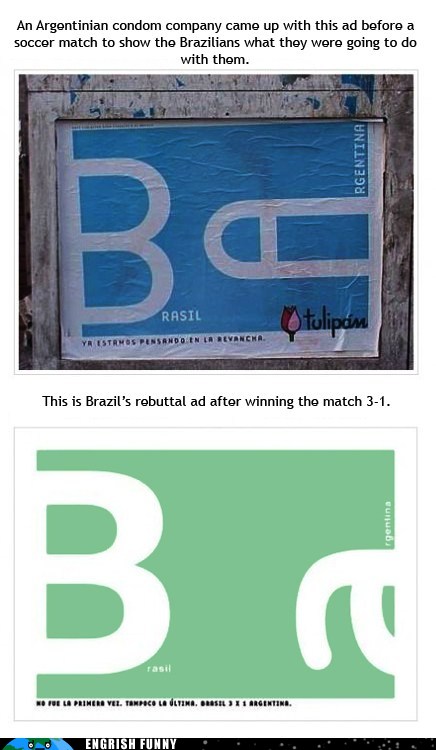 An Argentinian condom company came up with this ad before a
soccer match to show the Brazilians what they were going to do
with them.
B
RASIL
A
RGENTINA
YA ESTAMOS PENSANDO EN LA REVANCHA.
tulipán
This is Brazil's rebuttal ad after winning the match 3-1.
B
rasil
a
rgentina
NO FUE LA PRIMERA VEZ. TAMPOCO LA ÚLTIMA. BRASIL 3 X 1 ARGENTINA.
ENGRISH FUNNY